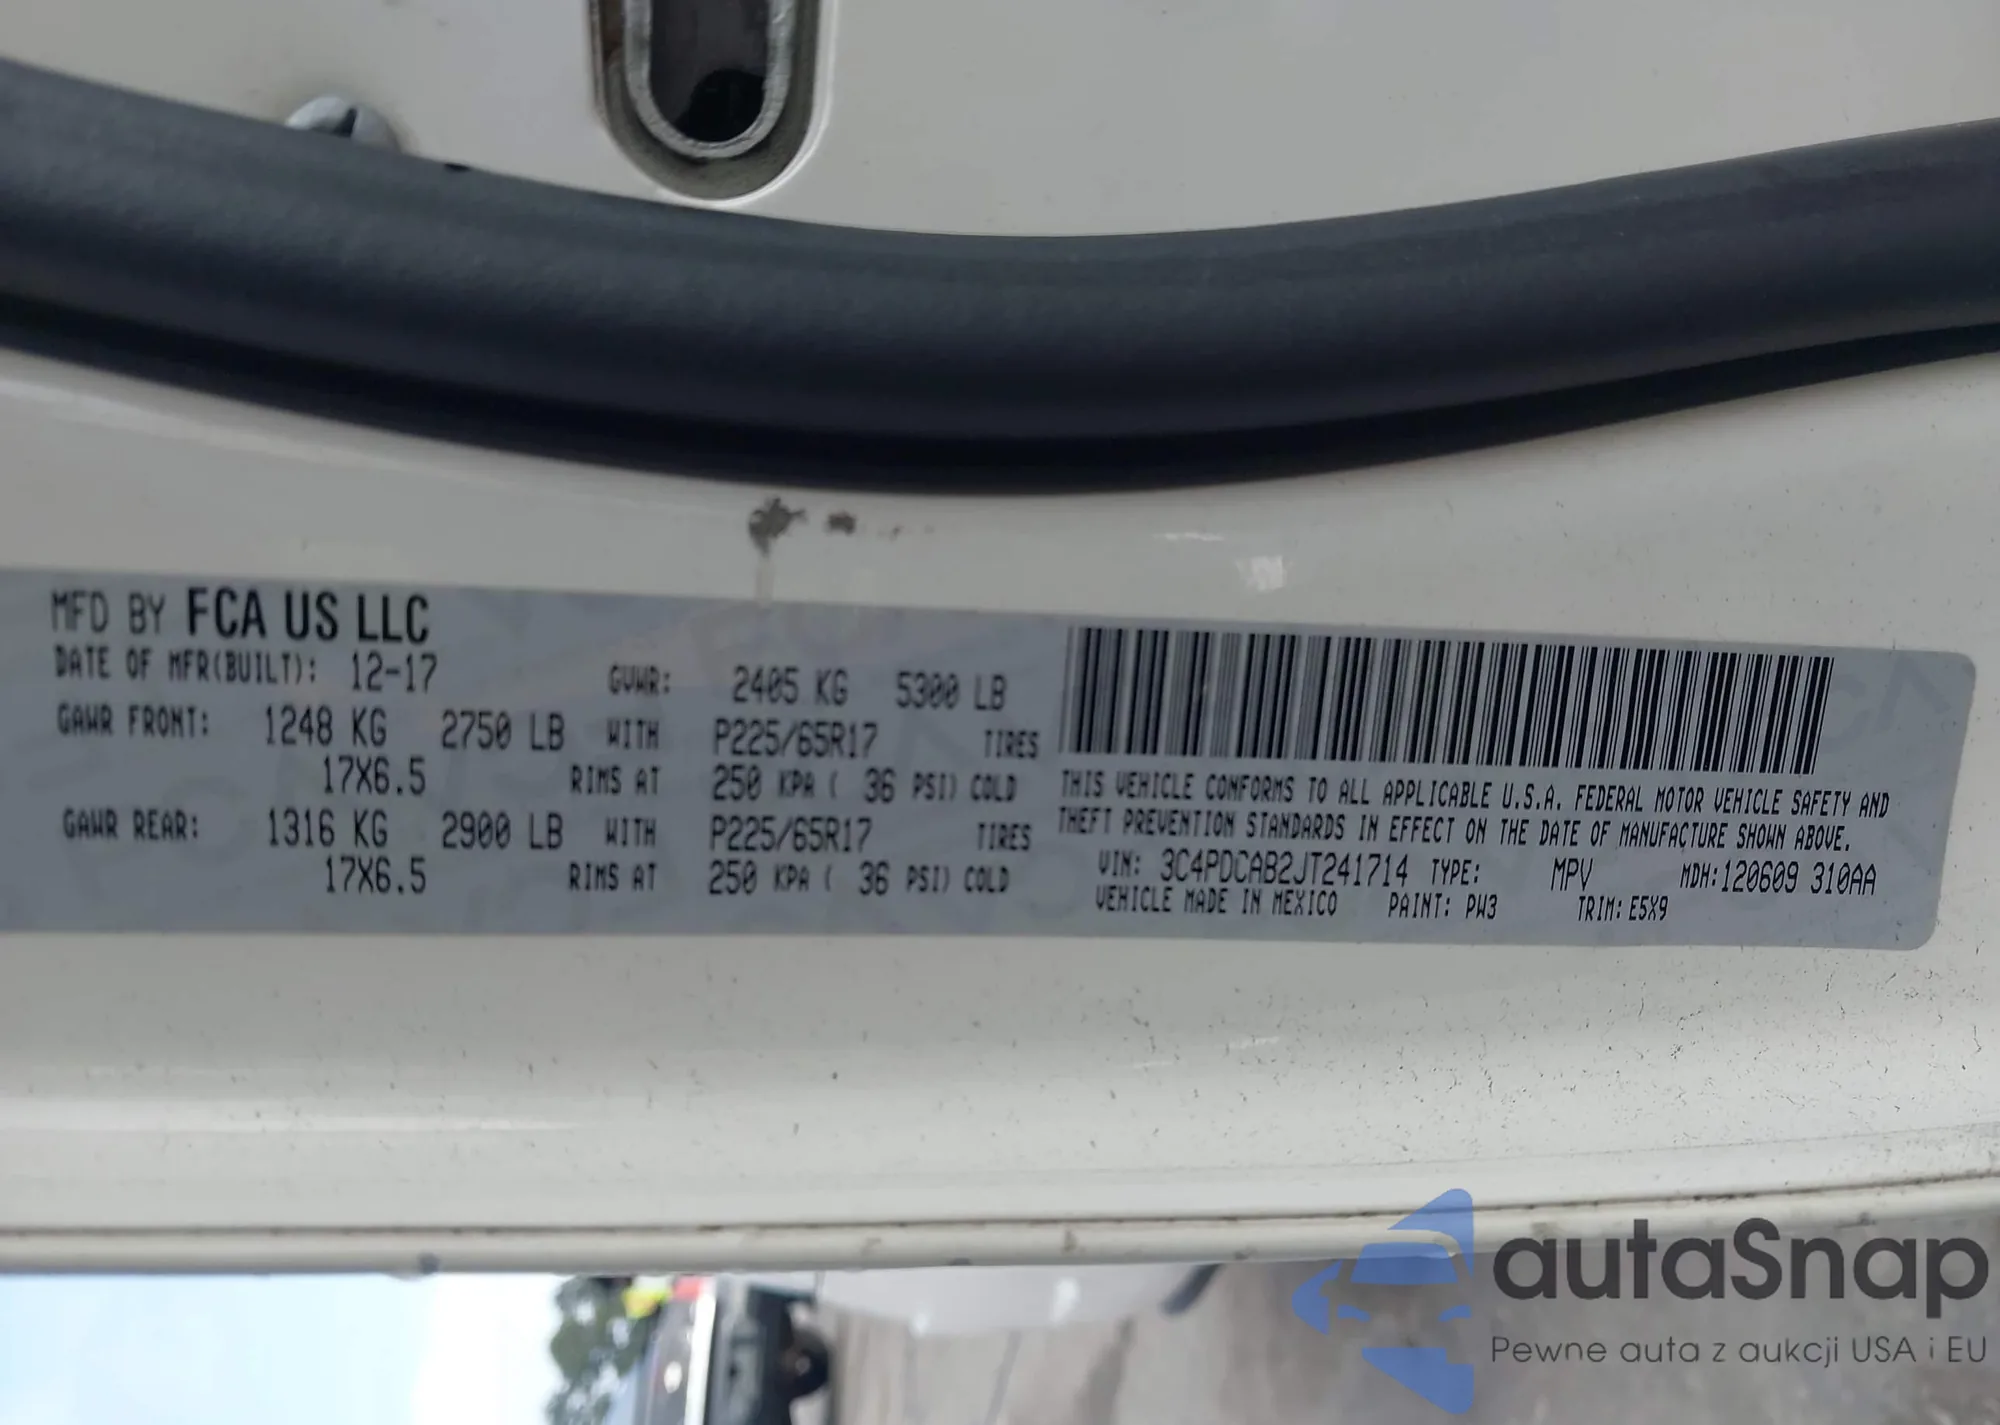 MFD BY FCA US LLC
DATE OF MFR(BUILT): 12-17 GVWR: 2405 KG 5300 LB
GAWR FRONT: 1248 KG 2750 LB WITH P225/65R17 TIRES
17X6.5 RIMS AT 250 KPA ( 36 PSI) COLD
GAWR REAR: 1316 KG 2900 LB WITH P225/65R17 TIRES
17X6.5 RIMS AT 250 KPA ( 36 PSI) COLD
THIS VEHICLE CONFORMS TO ALL APPLICABLE U.S.A. FEDERAL MOTOR VEHICLE SAFETY AND
THEFT PREVENTION STANDARDS IN EFFECT ON THE DATE OF MANUFACTURE SHOWN ABOVE.
VIN: 3C4PDCAB2JT241714 TYPE: MPV MDH:120609 310AA
VEHICLE MADE IN MEXICO PAINT: PW3 TRIM: E5X9
autaSnap
Pewne auta z aukcji USA i EU